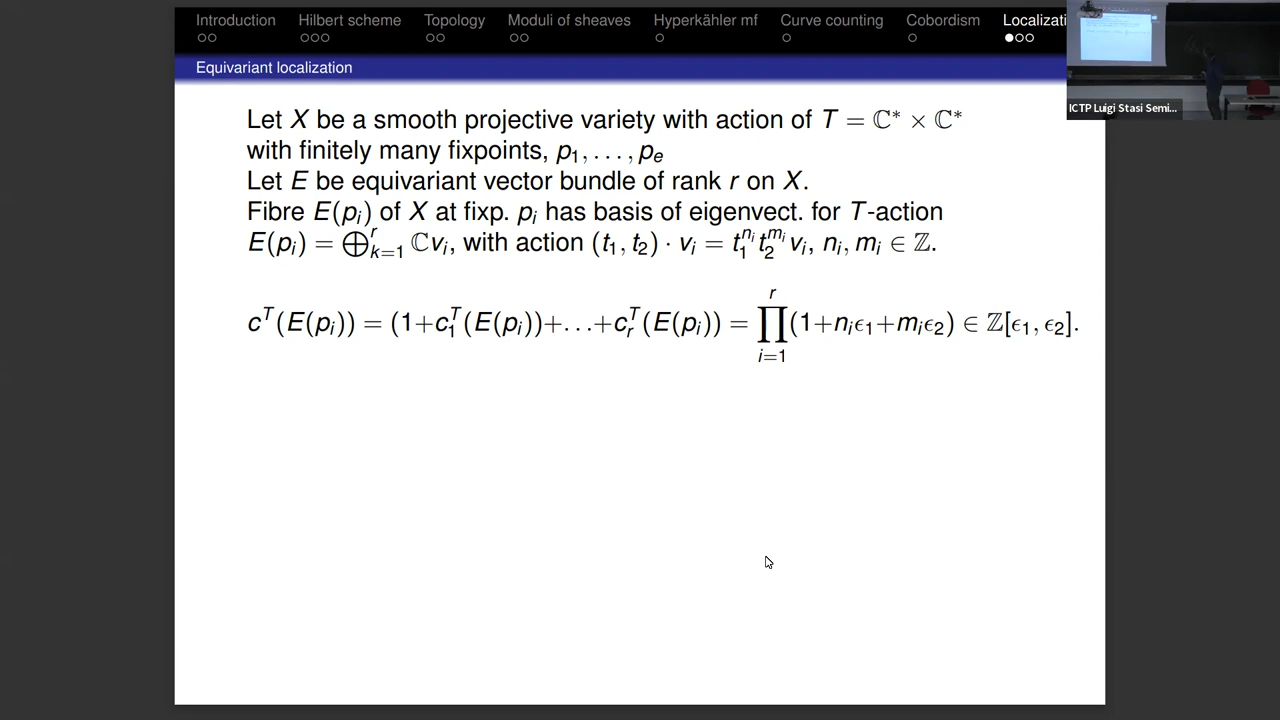 Introduction Hilbert scheme Topology Moduli of sheaves Hyperkähler mf Curve counting Cobordism Localizati
Equivariant localization
ICTP Luigi Stasi Semi...
Let X be a smooth projective variety with action of T = ℂ* × ℂ*
with finitely many fixpoints, p₁, . . . , pₑ
Let E be equivariant vector bundle of rank r on X.
Fibre E(pᵢ) of X at fixp. pᵢ has basis of eigenvect. for T-action
E(pᵢ) = ⨁ᵣₖ₌₁ ℂvᵢ, with action (t₁, t₂) · vᵢ = t₁^{nᵢ} t₂^{mᵢ} vᵢ, nᵢ, mᵢ ∈ ℤ.
c^T(E(pᵢ)) = (1+c₁^T(E(pᵢ))+. . .+c_r^T(E(pᵢ)) = ∏_{i=1}^{r} (1+nᵢϵ₁+mᵢϵ₂) ∈ ℤ[ϵ₁, ϵ₂].